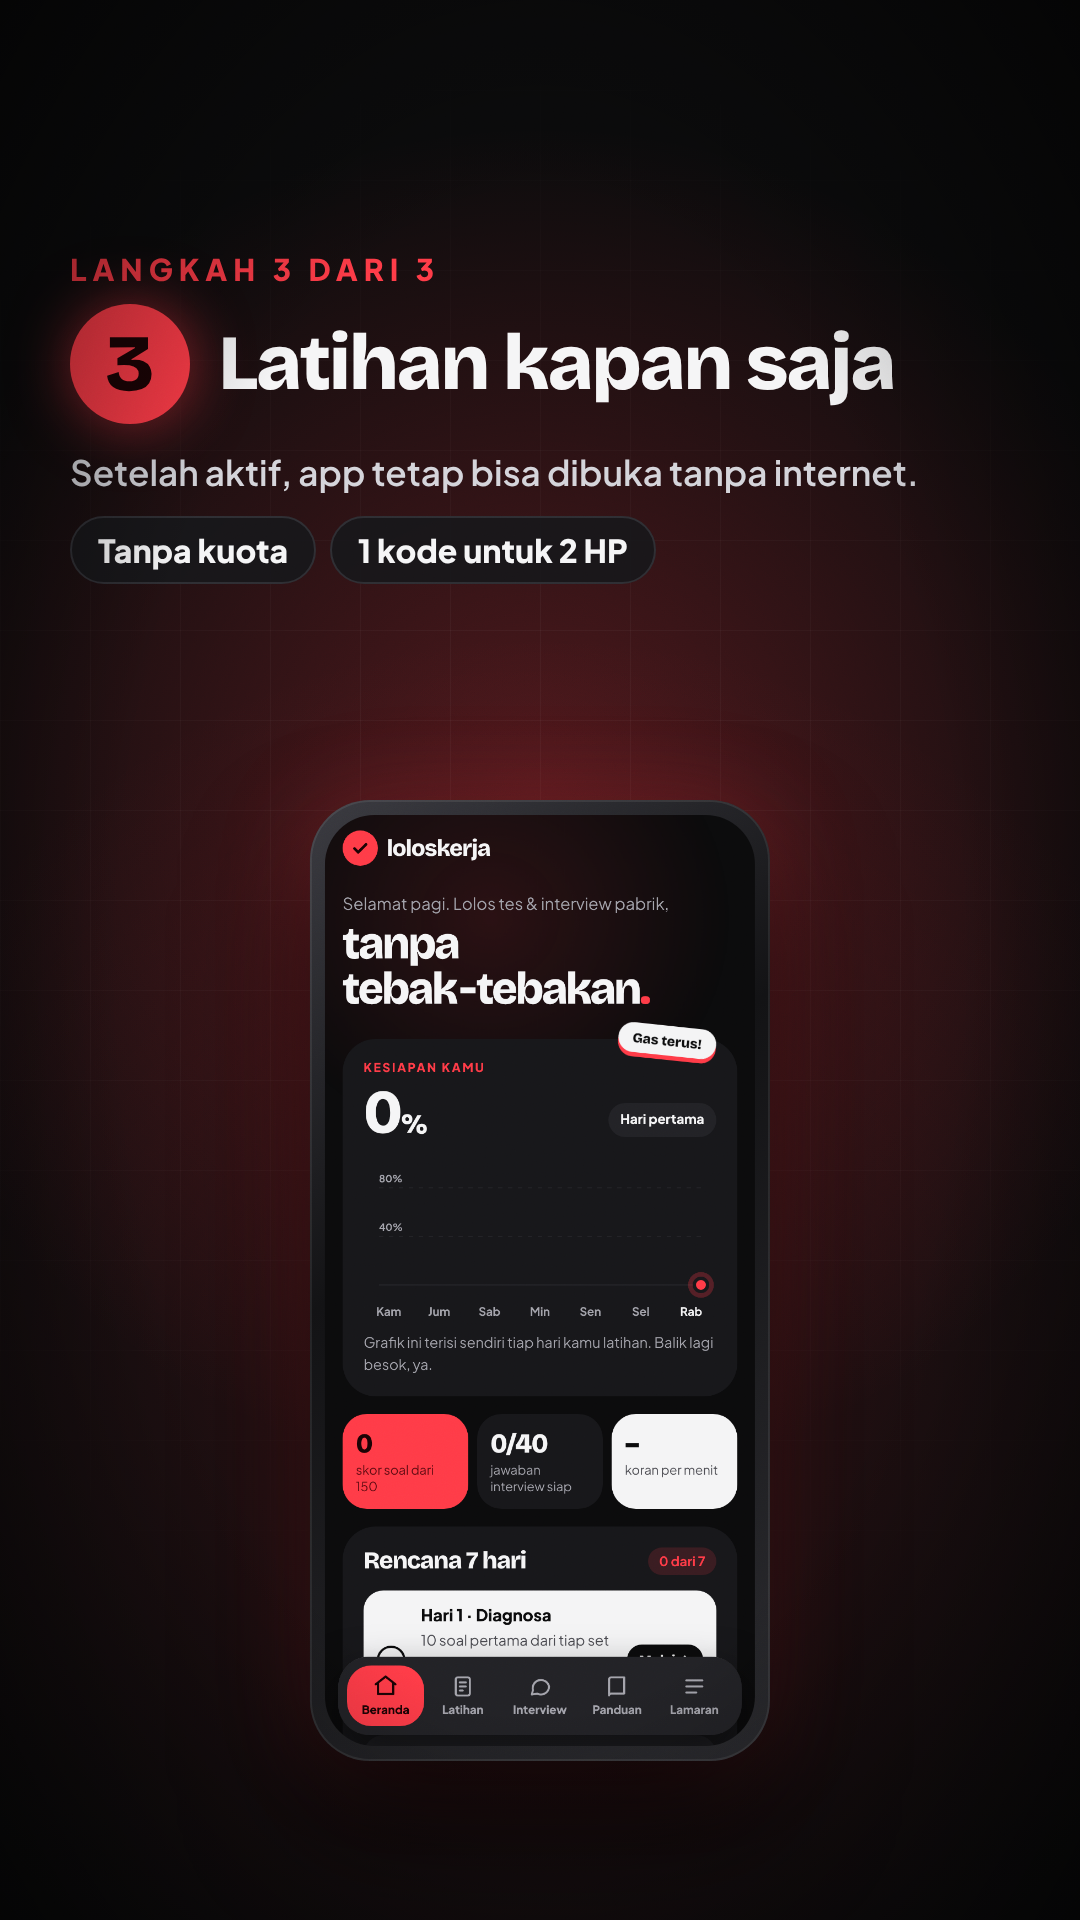 LANGKAH 3 DARI 3
3 Latihan kapan saja
Setelah aktif, app tetap bisa dibuka tanpa internet.
Tanpa kuota
1 kode untuk 2 HP
loloskerja
Selamat pagi. Lolos tes & interview pabrik,
tanpa
tebak-tebakan.
Gas terus!
KESIAPAN KAMU
0%
Hari pertama
80%
40%
Kam Jum Sab Min Sen Sel Rab
Grafik ini terisi sendiri tiap hari kamu latihan. Balik lagi
besok, ya.
0
skor soal dari
150
0/40
jawaban
interview siap
–
koran per menit
Rencana 7 hari
0 dari 7
Hari 1 · Diagnosa
10 soal pertama dari tiap set
Beranda Latihan Interview Panduan Lamaran